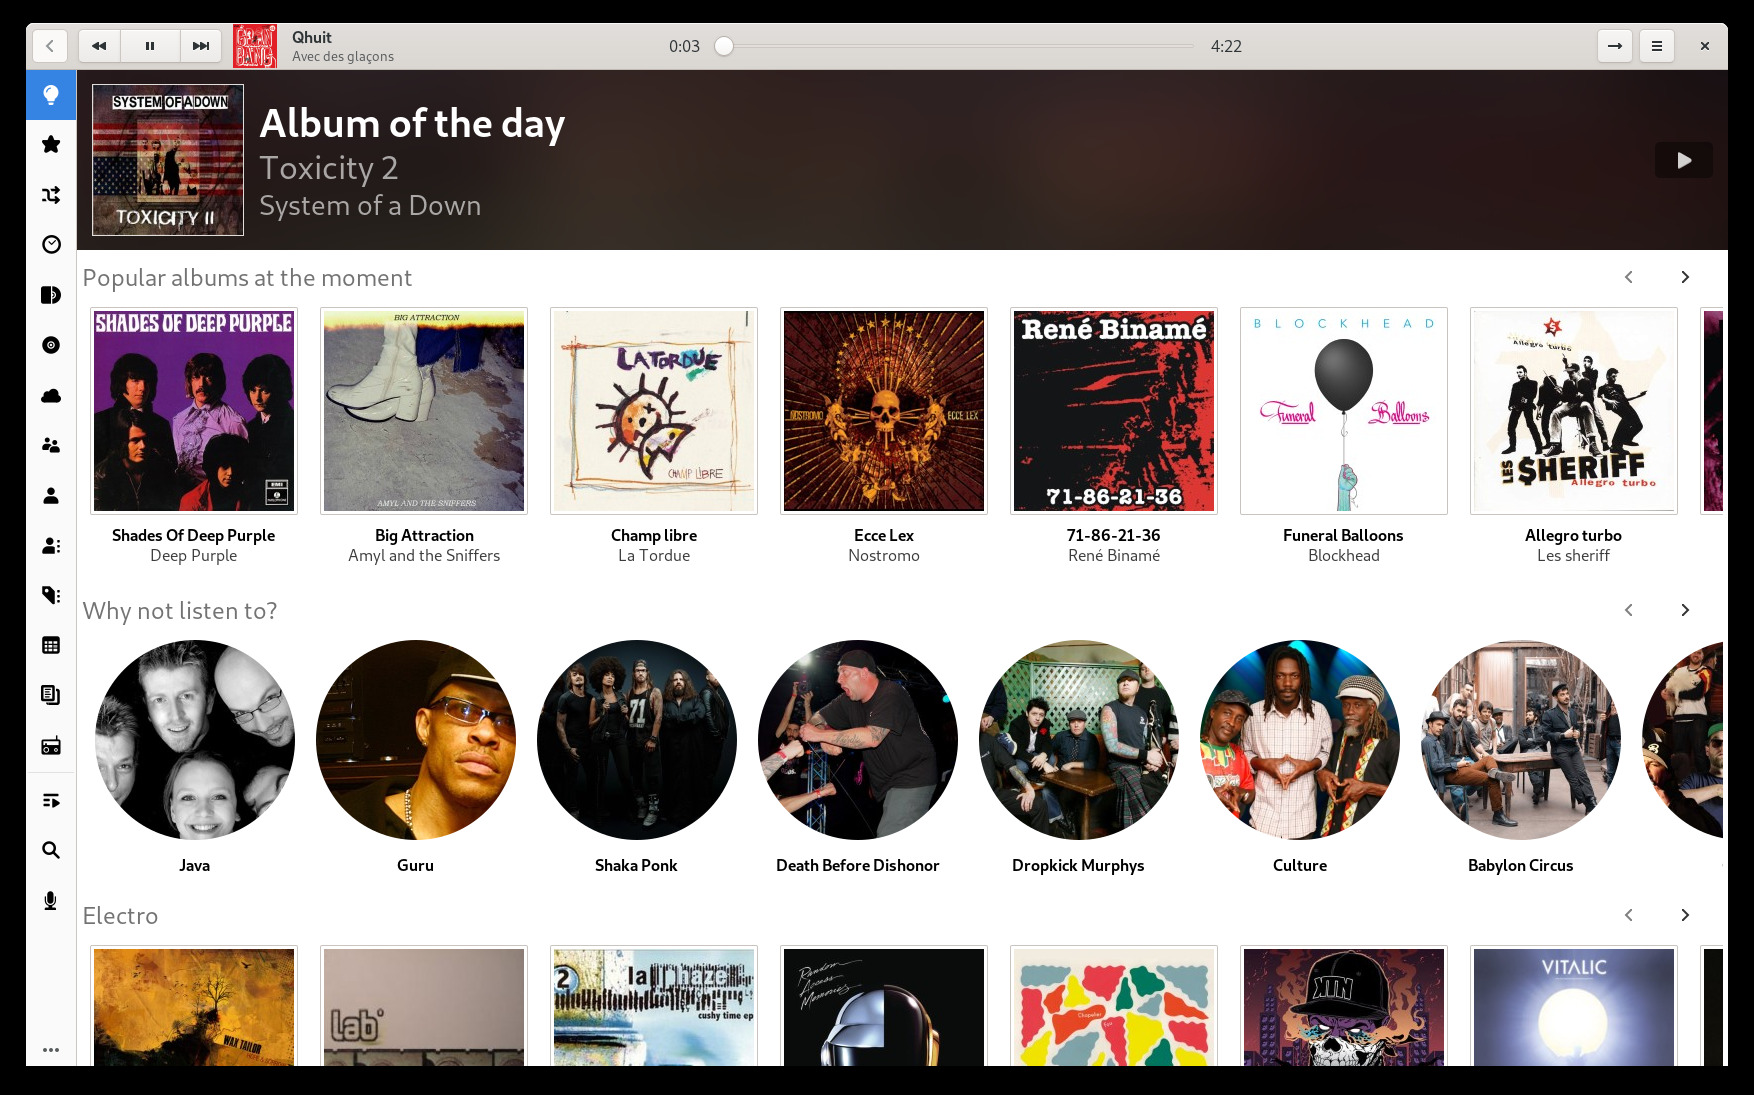 Qhuit
Avec des glaçons
0:03
4:22
SYSTEM OF A DOWN
TOXICITY II
Album of the day
Toxicity 2
System of a Down
Popular albums at the moment
SHADES OF DEEP PURPLE
EMI
BIG ATTRACTION
AMYL AND THE SNIFFERS
LA TORDUE
CHAMP LIBRE
NOSTROMO
ECCE LEX
René Binamé
71-86-21-36
BLOCKHEAD
Funeral Balloons
Allegro turbo
LES $HERIFF
Allegro turbo
Shades Of Deep Purple
Deep Purple
Big Attraction
Amyl and the Sniffers
Champ libre
La Tordue
Ecce Lex
Nostromo
71-86-21-36
René Binamé
Funeral Balloons
Blockhead
Allegro turbo
Les sheriff
Why not listen to?
71
Java
Guru
Shaka Ponk
Death Before Dishonor
Dropkick Murphys
Culture
Babylon Circus
Electro
WAX TAILOR
lab°
2
la phaze
cushy time ep
Random
Access
Memories
VITALIC